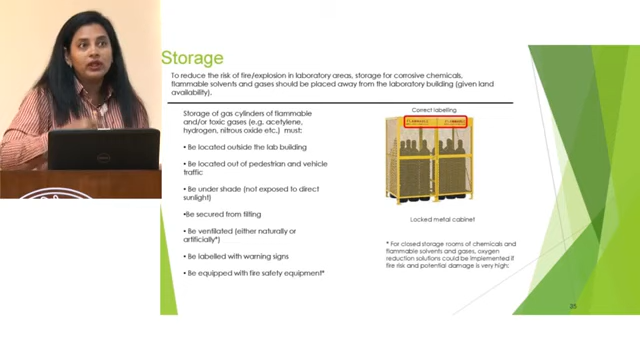 Storage
To reduce the risk of fire/explosion in laboratory areas, storage for corrosive chemicals,
flammable solvents and gases should be placed away from the laboratory building (given land
availability).
Storage of gas cylinders of flammable
and/or toxic gases (e.g. acetylene,
hydrogen, nitrous oxide etc.) must:
• Be located outside the lab building
• Be located out of pedestrian and vehicle
traffic
• Be under shade (not exposed to direct
sunlight)
•Be secured from tilting
• Be ventilated (either naturally or
artificially*)
• Be labelled with warning signs
• Be equipped with fire safety equipment*
Correct labelling
Locked metal cabinet
* For closed storage rooms of chemicals and
flammable solvents and gases, oxygen
reduction solutions could be implemented if
fire risk and potential damage is very high;